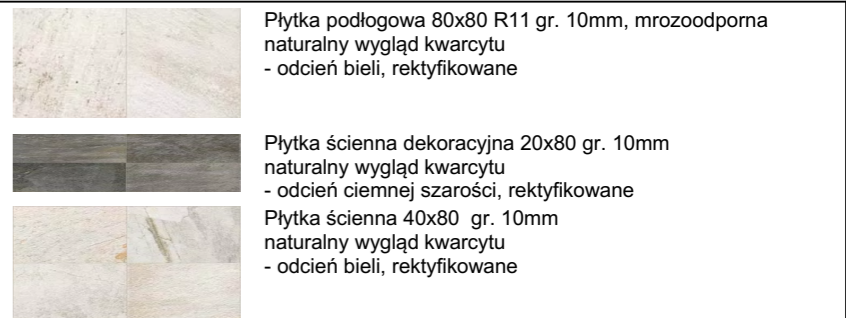 Płytka podłogowa 80x80 R11 gr. 10mm, mrozoodporna
naturalny wygląd kwarcytu
- odcień bieli, rektyfikowane
Płytka ścienna dekoracyjna 20x80 gr. 10mm
naturalny wygląd kwarcytu
- odcień ciemnej szarości, rektyfikowane
Płytka ścienna 40x80  gr. 10mm
naturalny wygląd kwarcytu
- odcień bieli, rektyfikowane